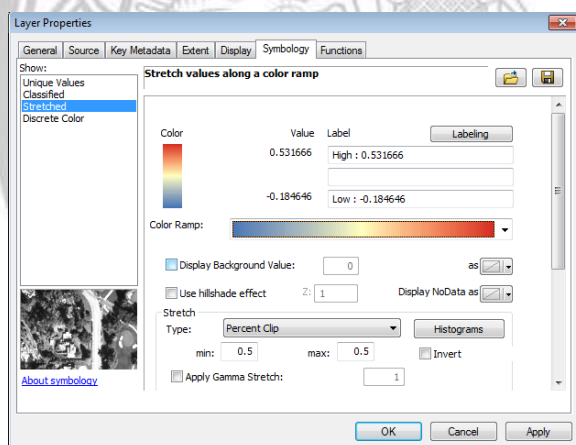 Layer Properties
General Source Key Metadata Extent Display Symbology Functions
Show:
Unique Values
Classified
Stretched
Discrete Color
Stretch values along a color ramp
Color Value Label Labeling
0.531666 High : 0.531666
-0.184646 Low : -0.184646
Color Ramp:
Display Background Value: 0 as
Use hillshade effect Z: 1 Display NoData as
Stretch
Type: Percent Clip Histograms
min: 0.5 max: 0.5 Invert
Apply Gamma Stretch: 1
About symbology
OK Cancel Apply